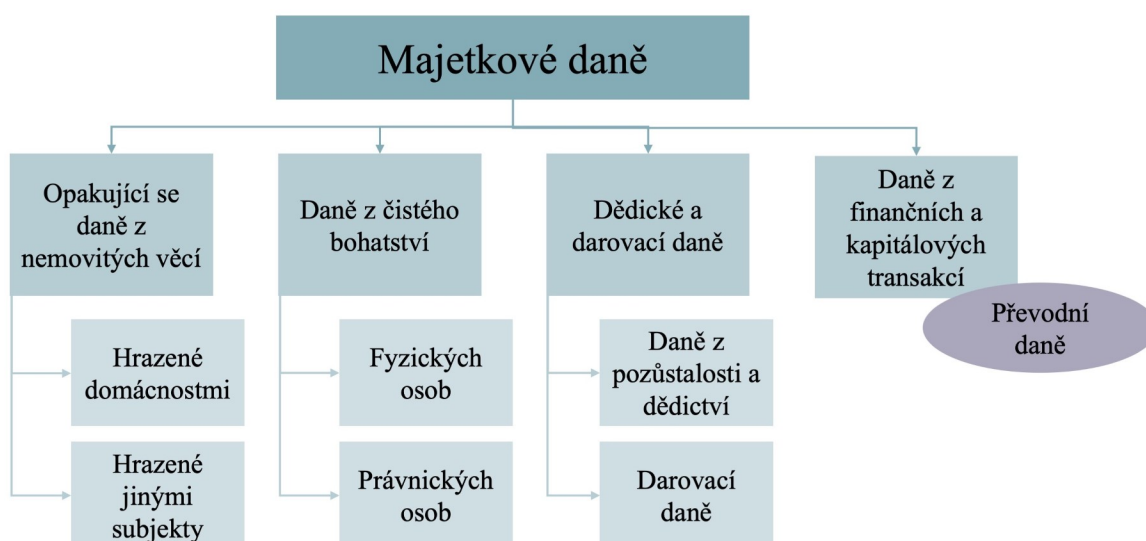 Majetkové daně
Opakující se
daně z
nemovitých věcí
Daně z čistého
bohatství
Dědické a
darovací daně
Daně z
finančních a
kapitálových
transakcí
Převodní
daně
Hrazené
domácnostmi
Fyzických
osob
Daně z
pozůstalosti a
dědictví
Hrazené
jinými
subjekty
Právnických
osob
Darovací
daně